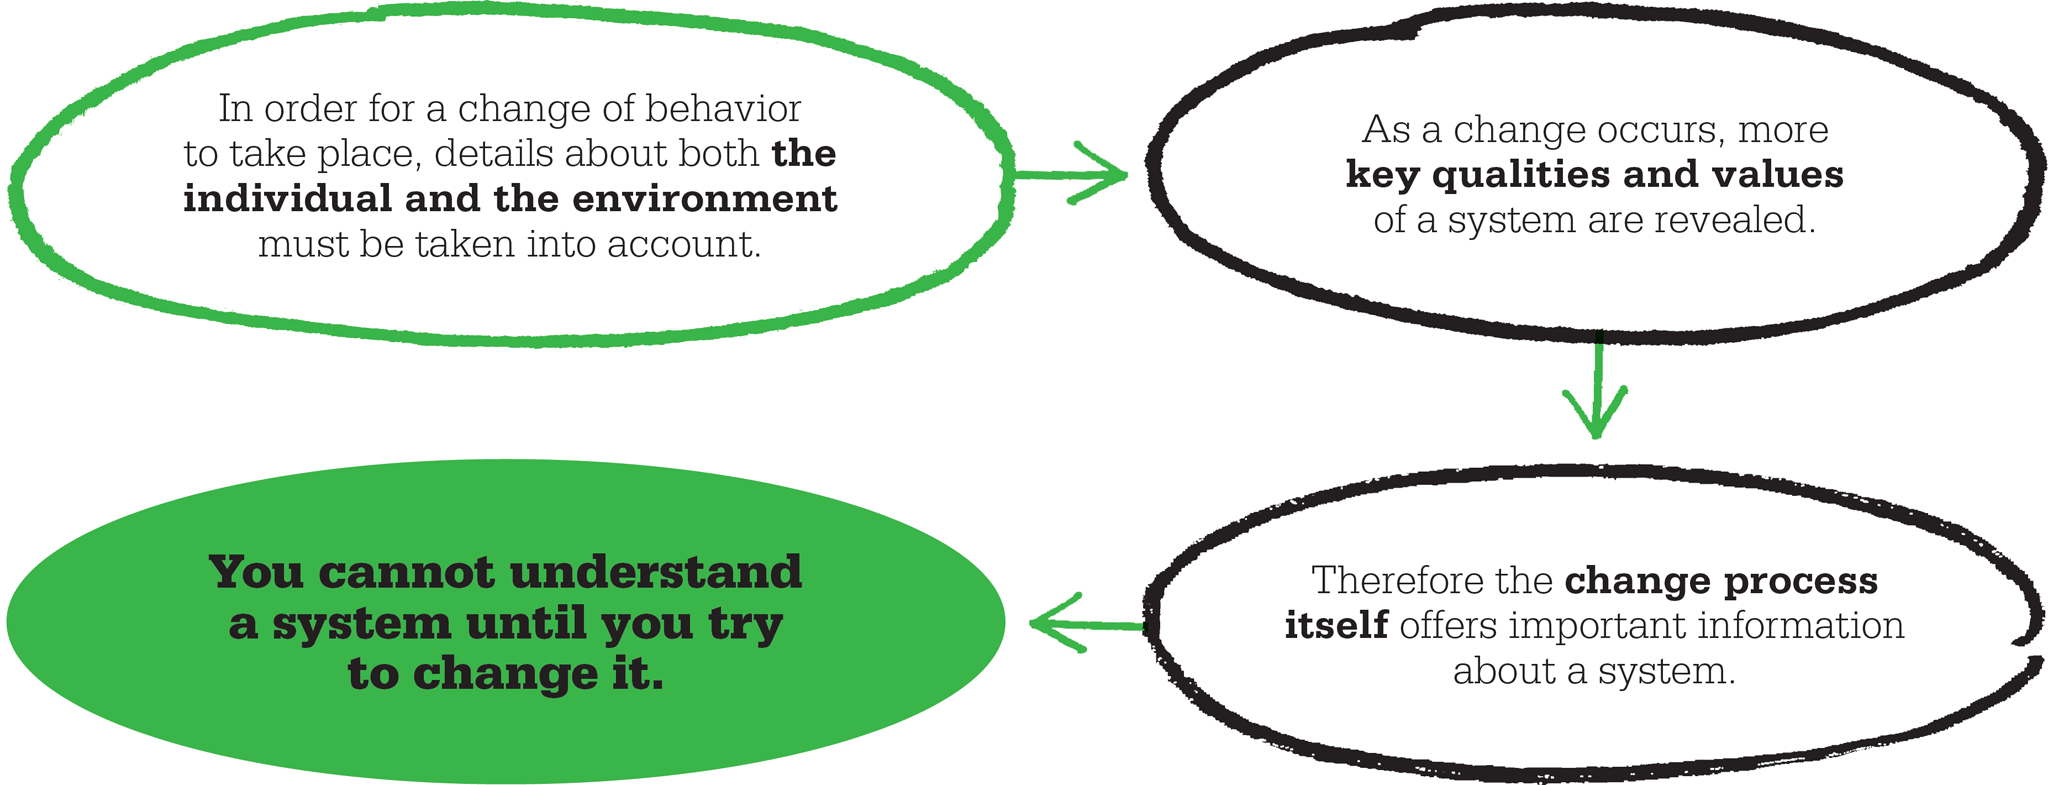 In order for a change of behavior
to take place, details about both the
individual and the environment
must be taken into account.
As a change occurs, more
key qualities and values
of a system are revealed.
Therefore the change process
itself offers important information
about a system.
You cannot understand
a system until you try
to change it.